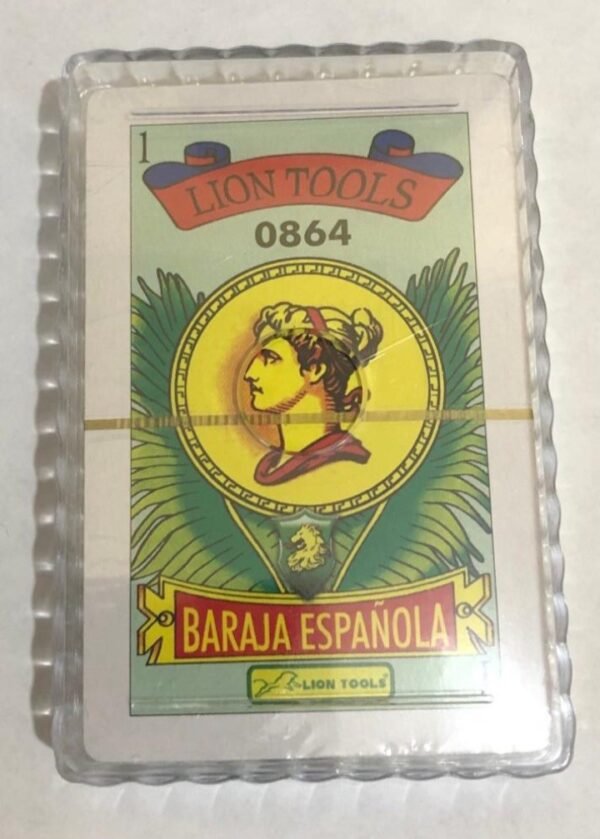 1
LION TOOLS
0864
BARAJA ESPAÑOLA
LION TOOLS®